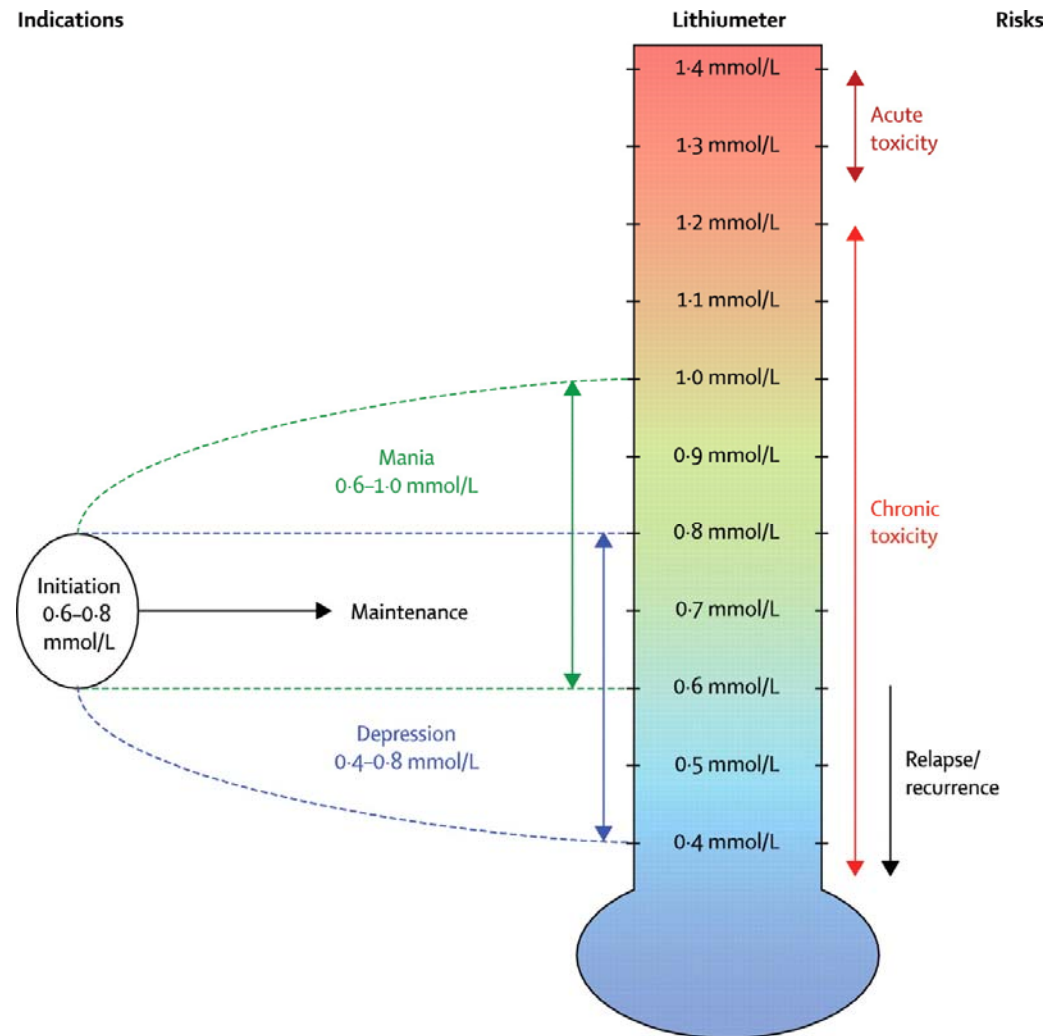 Indications
Lithiumeter
Risks
1·4 mmol/L
1·3 mmol/L
1·2 mmol/L
1·1 mmol/L
1·0 mmol/L
0·9 mmol/L
0·8 mmol/L
0·7 mmol/L
0·6 mmol/L
0·5 mmol/L
0·4 mmol/L
Acute
toxicity
Chronic
toxicity
Relapse/
recurrence
Mania
0·6–1·0 mmol/L
Initiation
0·6–0·8
mmol/L
Maintenance
Depression
0·4–0·8 mmol/L